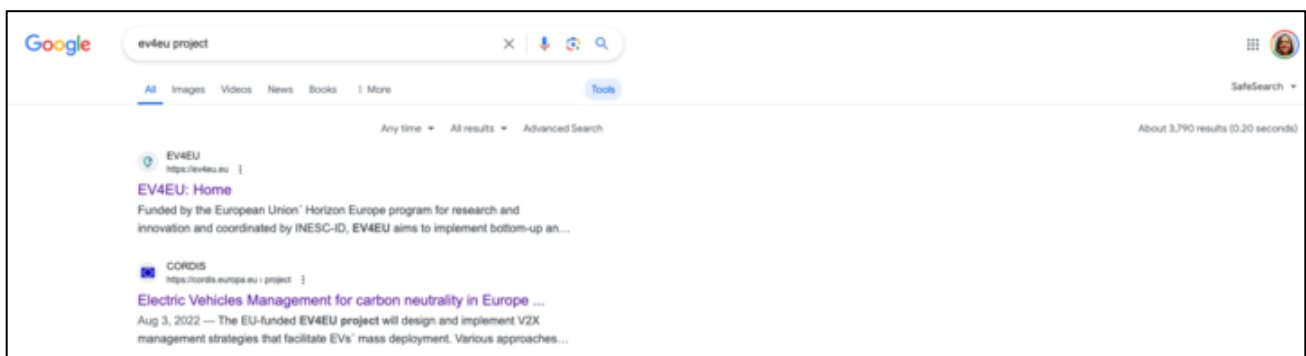 Google
ev4eu project
All Images Videos News Books More Tools
SafeSearch
Any time All results Advanced Search
About 3,790 results (0.20 seconds)
EV4EU
https://ev4eu.eu
EV4EU: Home
Funded by the European Union´ Horizon Europe program for research and
innovation and coordinated by INESC-ID, EV4EU aims to implement bottom-up an...
CORDIS
https://cordis.europa.eu › project
Electric Vehicles Management for carbon neutrality in Europe ...
Aug 3, 2022 — The EU-funded EV4EU project will design and implement V2X
management strategies that facilitate EVs´ mass deployment. Various approaches...